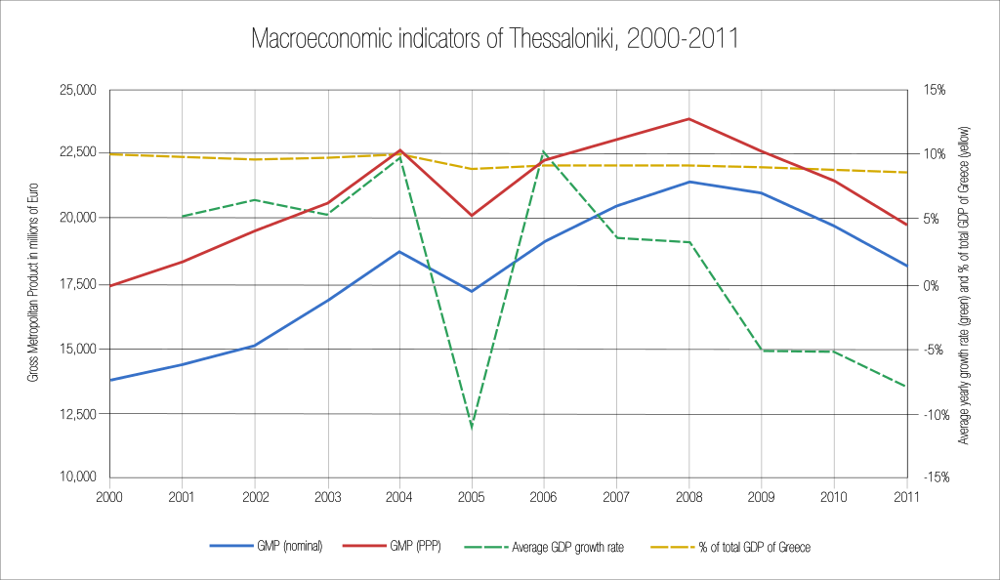 Macroeconomic indicators of Thessaloniki, 2000-2011
25,000
22,500
20,000
17,500
15,000
12,500
10,000
Gross Metropolitan Product in millions of Euro
15%
10%
5%
0%
-5%
-10%
-15%
Average yearly growth rate (green) and % of total GDP of Greece (yellow)
2000 2001 2002 2003 2004 2005 2006 2007 2008 2009 2010 2011
GMP (nominal) GMP (PPP) Average GDP growth rate % of total GDP of Greece